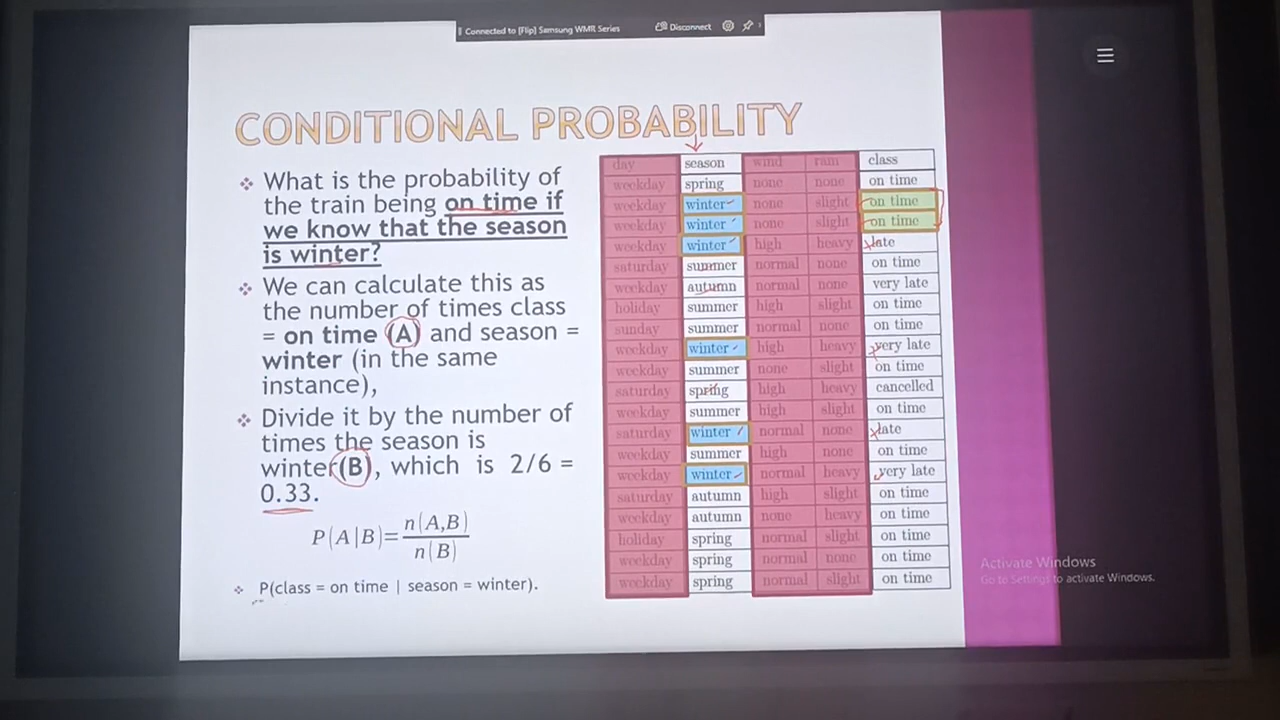 Connected to [Flip] Samsung WMR Series Disconnect
CONDITIONAL PROBABILITY
What is the probability of
the train being on time if
we know that the season
is winter?
We can calculate this as
the number of times class
= on time (A) and season =
winter (in the same
instance),
Divide it by the number of
times the season is
winter(B), which is 2/6 =
0.33.
P(A|B)=n(A,B)/n(B)
P(class = on time | season = winter).
day season wind rain class
weekday spring none none on time
weekday winter none slight on time
weekday winter none slight on time
weekday winter high heavy late
saturday summer normal none on time
weekday autumn normal none very late
holiday summer high slight on time
sunday summer normal none on time
weekday winter high heavy very late
weekday summer none slight on time
saturday spring high heavy cancelled
weekday summer high slight on time
saturday winter normal none late
weekday summer high none on time
weekday winter normal heavy very late
saturday autumn high slight on time
weekday autumn none heavy on time
holiday spring normal slight on time
weekday spring normal none on time
weekday spring normal slight on time
Activate Windows
Go to Settings to activate Windows.